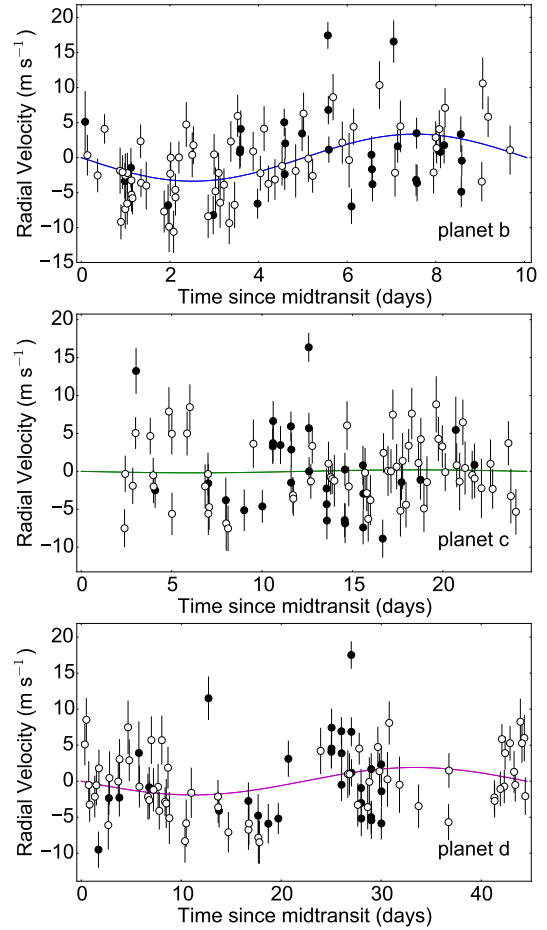 20
15
10
5
0
−5
−10
−15
Radial Velocity (m s⁻¹)
planet b
0 2 4 6 8 10
Time since midtransit (days)
20
15
10
5
0
−5
−10
Radial Velocity (m s⁻¹)
planet c
0 5 10 15 20
Time since midtransit (days)
20
15
10
5
0
−5
−10
Radial Velocity (m s⁻¹)
planet d
0 10 20 30 40
Time since midtransit (days)